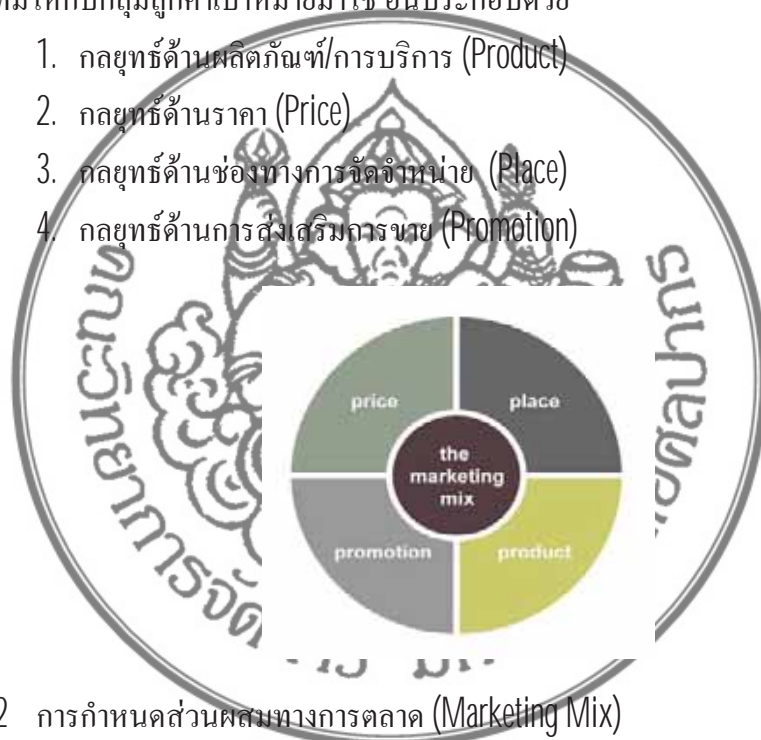 1. กลยุทธ์ด้านผลิตภัณฑ์/การบริการ (Product)
2. กลยุทธ์ด้านราคา (Price)
3. กลยุทธ์ด้านช่องทางการจัดจำหน่าย (Place)
4. กลยุทธ์ด้านการส่งเสริมการขาย (Promotion)
price
place
the
marketing
mix
promotion
product
2 การกำหนดส่วนผสมทางการตลาด (Marketing Mix)